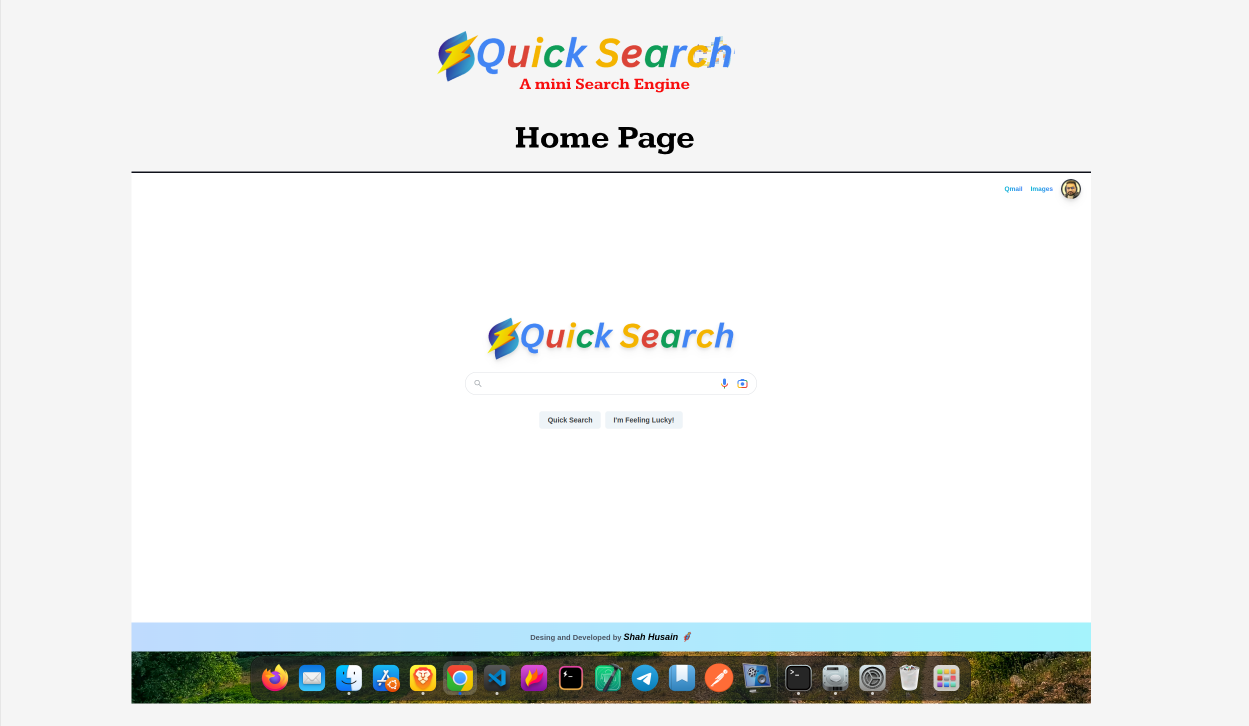 Quick Search
A mini Search Engine
Home Page
Qmail Images
Quick Search
Quick Search I'm Feeling Lucky!
Desing and Developed by Shah Husain